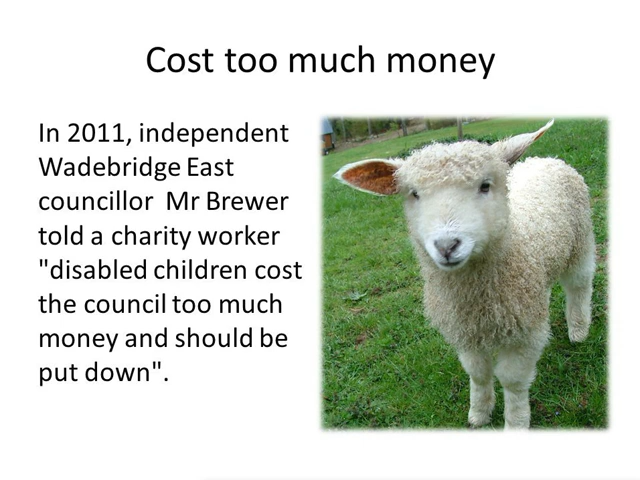 Cost too much money
In 2011, independent
Wadebridge East
councillor  Mr Brewer
told a charity worker
"disabled children cost
the council too much
money and should be
put down".